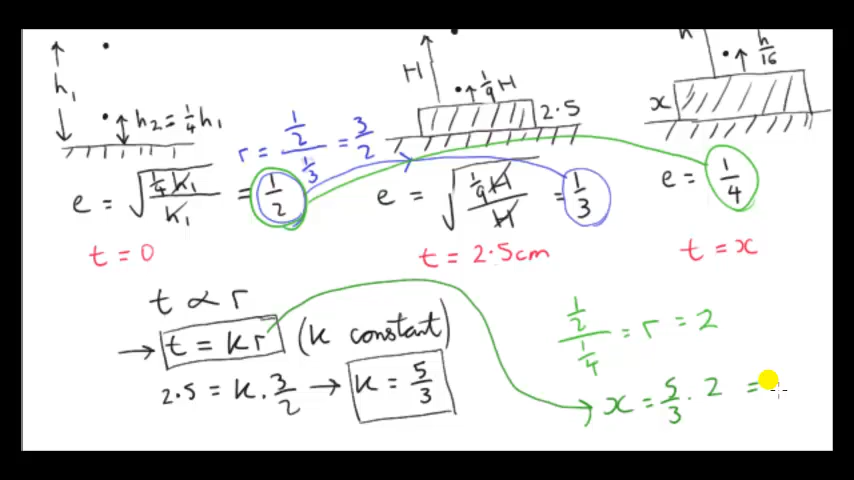 h₁
h₂ = ¼h₁
H
1/9 H
2·5
h
h/16
x
r = (1/2)/(1/3) = 3/2
e = √(¼h₁/h₁) = 1/2
e = √(1/9 H/H) = 1/3
e = 1/4
t = 0
t = 2·5cm
t = x
t ∝ r
→ t = kr (k constant)
2·5 = k · 3/2 → k = 5/3
(1/2)/(1/4) = r = 2
x = 5/3 · 2 =